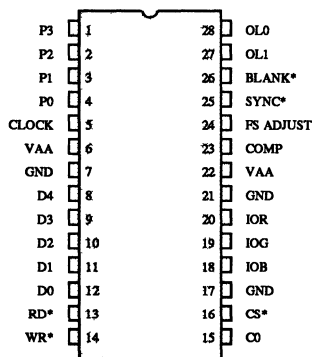 P3 1 28 OL0
P2 2 27 OL1
P1 3 26 BLANK*
P0 4 25 SYNC*
CLOCK 5 24 FS ADJUST
VAA 6 23 COMP
GND 7 22 VAA
D4 8 21 GND
D3 9 20 IOR
D2 10 19 IOG
D1 11 18 IOB
D0 12 17 GND
RD* 13 16 CS*
WR* 14 15 C0